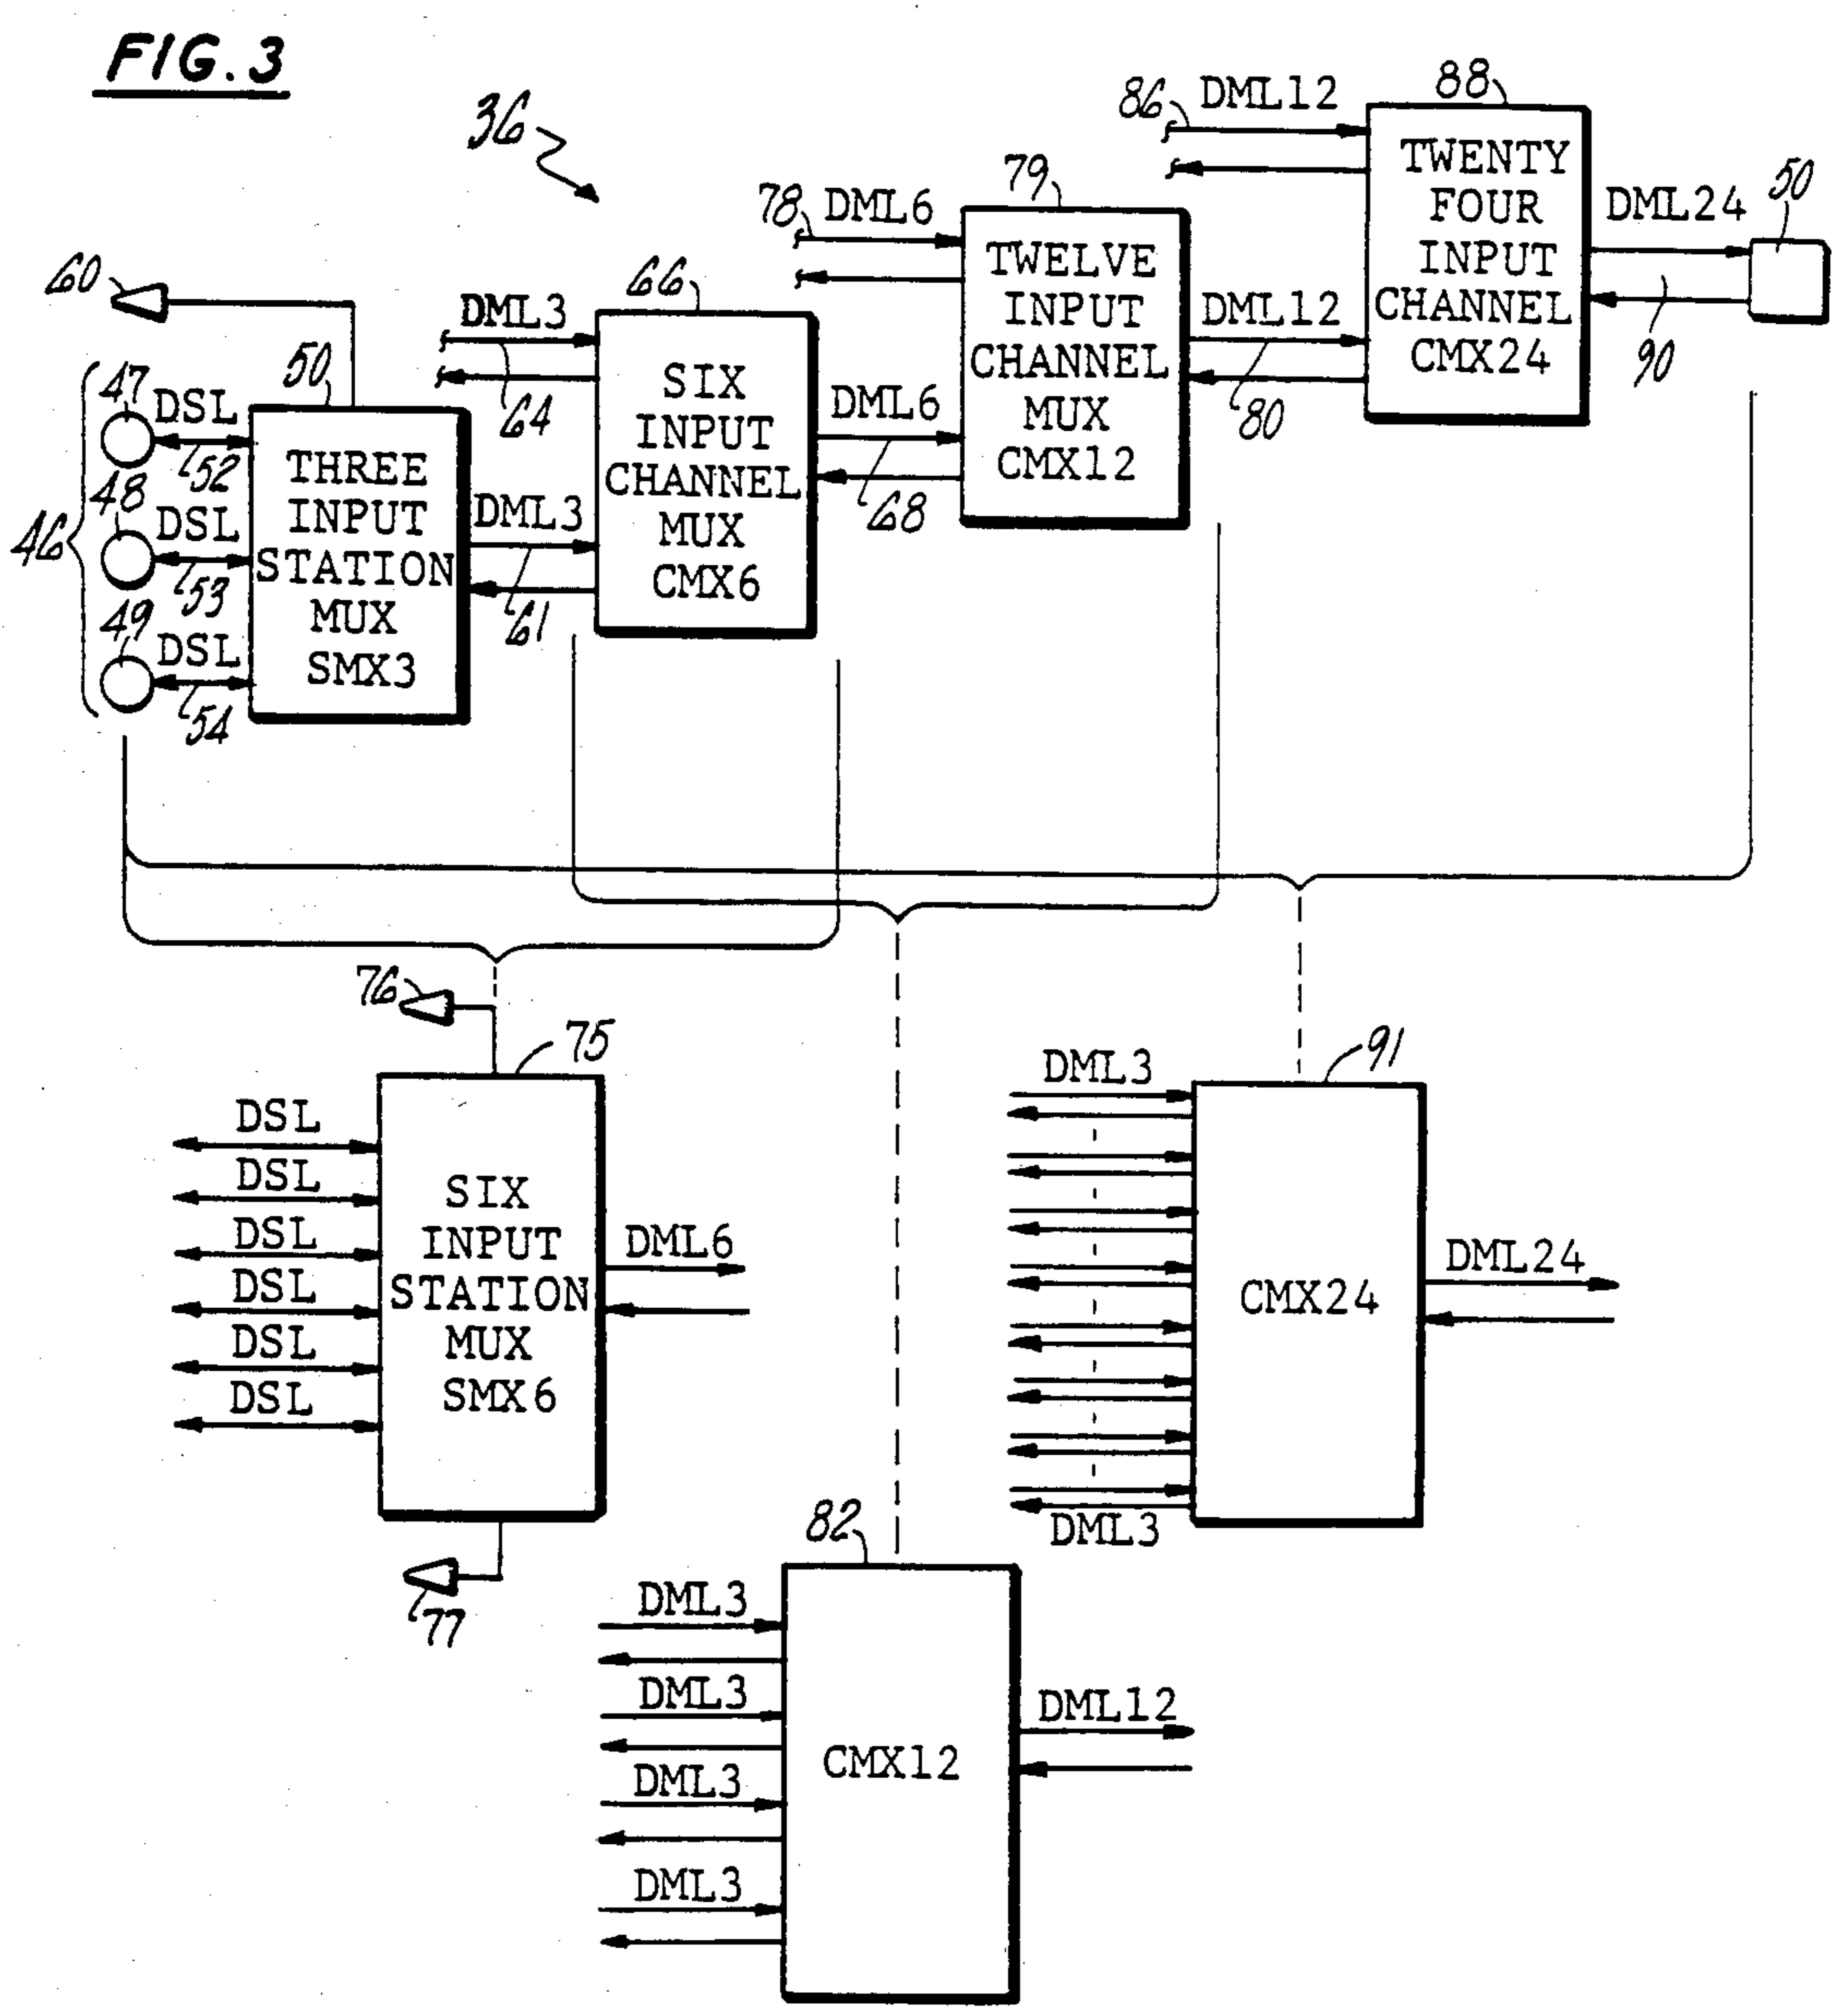 FIG. 3
36
86
DML12
88
TWENTY
FOUR
INPUT
CHANNEL
CMX24
DML24
50
90
78
DML6
79
TWELVE
INPUT
CHANNEL
MUX
CMX12
DML12
80
60
DML3
64
66
SIX
INPUT
CHANNEL
MUX
CMX6
DML6
68
46
47
DSL
52
48
DSL
53
49
DSL
54
50
THREE
INPUT
STATION
MUX
SMX3
DML3
61
76
75
DSL
DSL
DSL
DSL
DSL
DSL
SIX
INPUT
STATION
MUX
SMX6
DML6
77
91
DML3
CMX24
DML24
DML3
82
DML3
DML3
DML3
DML3
CMX12
DML12